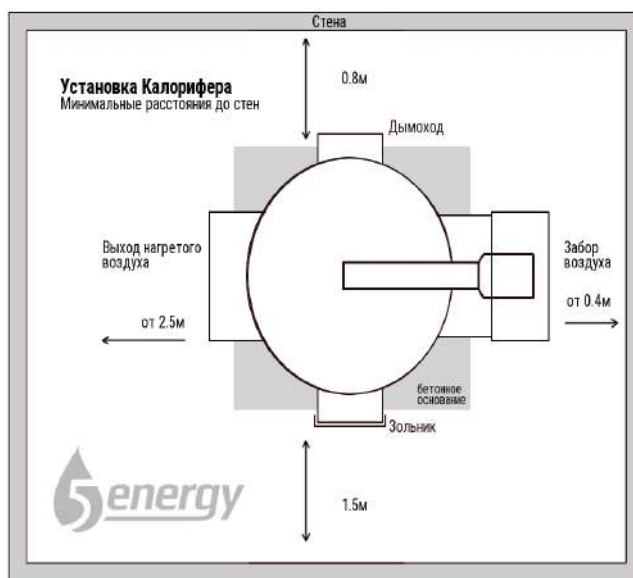 Стена
Установка Калорифера
Минимальные расстояния до стен
0.8м
Дымоход
Выход нагретого
воздуха
Забор
воздуха
от 2.5м
от 0.4м
бетонное
основание
Зольник
5energy
1.5м